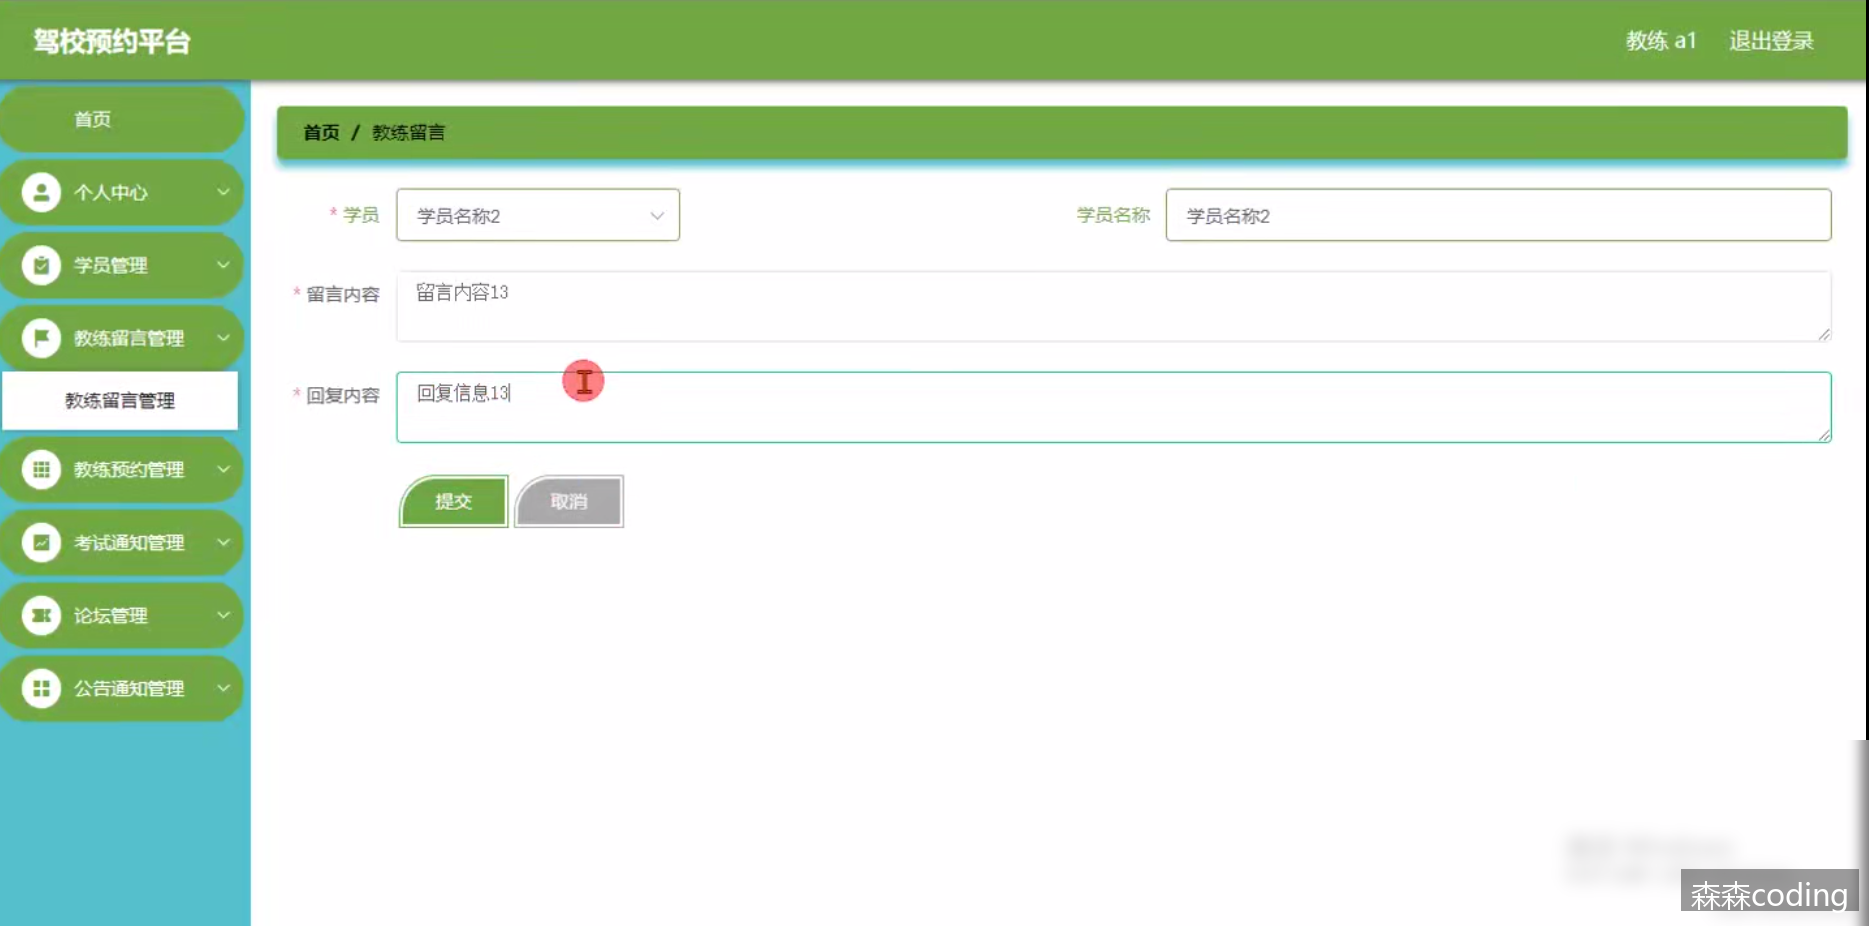 驾校预约平台
教练 a1 退出登录
首页
个人中心
学员管理
教练留言管理
教练留言管理
教练预约管理
考试通知管理
论坛管理
公告通知管理
首页 / 教练留言
* 学员 学员名称2 学员名称 学员名称2
* 留言内容 留言内容13
* 回复内容 回复信息13
提交 取消
森森coding